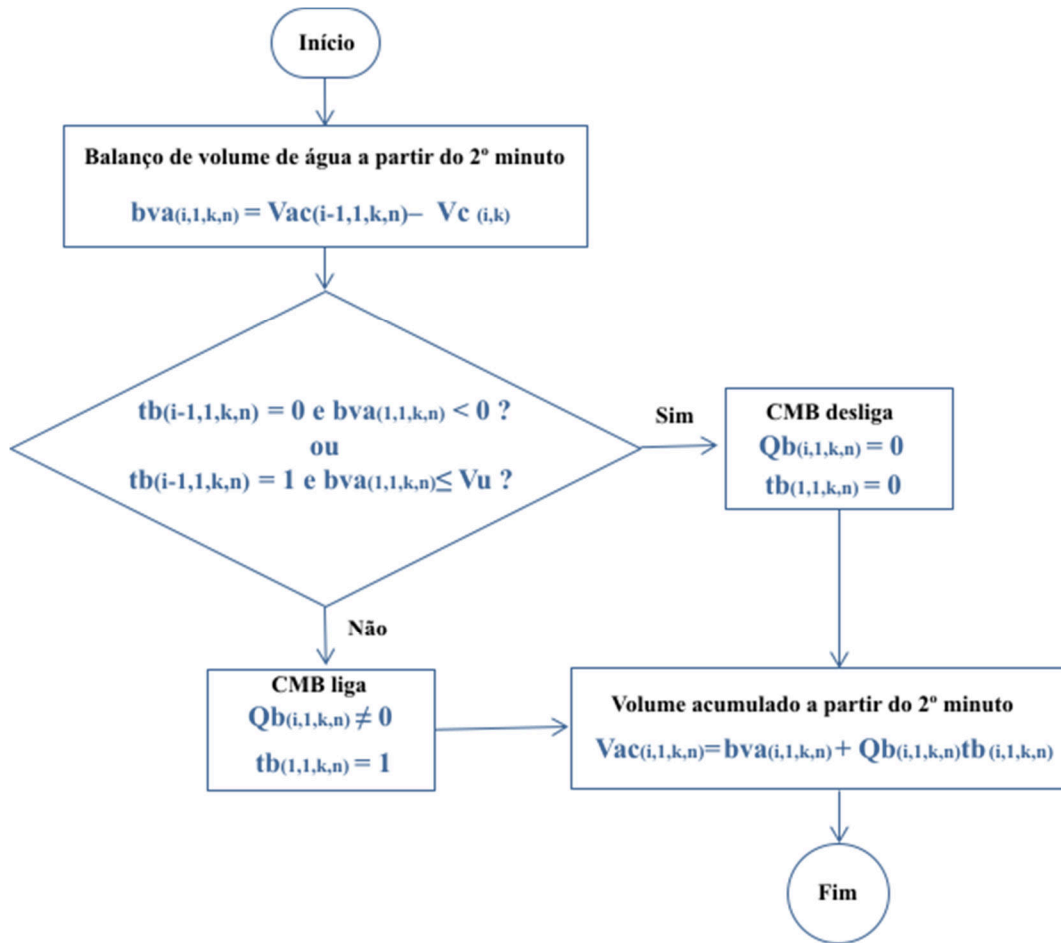 Início
Balanço de volume de água a partir do 2º minuto
bva(i,1,k,n) = Vac(i-1,1,k,n)– Vc (i,k)
tb(i-1,1,k,n) = 0 e bva(1,1,k,n) < 0 ?
ou
tb(i-1,1,k,n) = 1 e bva(1,1,k,n)≤ Vu ?
Sim
CMB desliga
Qb(i,1,k,n) = 0
tb(1,1,k,n) = 0
Não
CMB liga
Qb(i,1,k,n) ≠ 0
tb(1,1,k,n) = 1
Volume acumulado a partir do 2º minuto
Vac(i,1,k,n)=bva(i,1,k,n)+ Qb(i,1,k,n)tb (i,1,k,n)
Fim